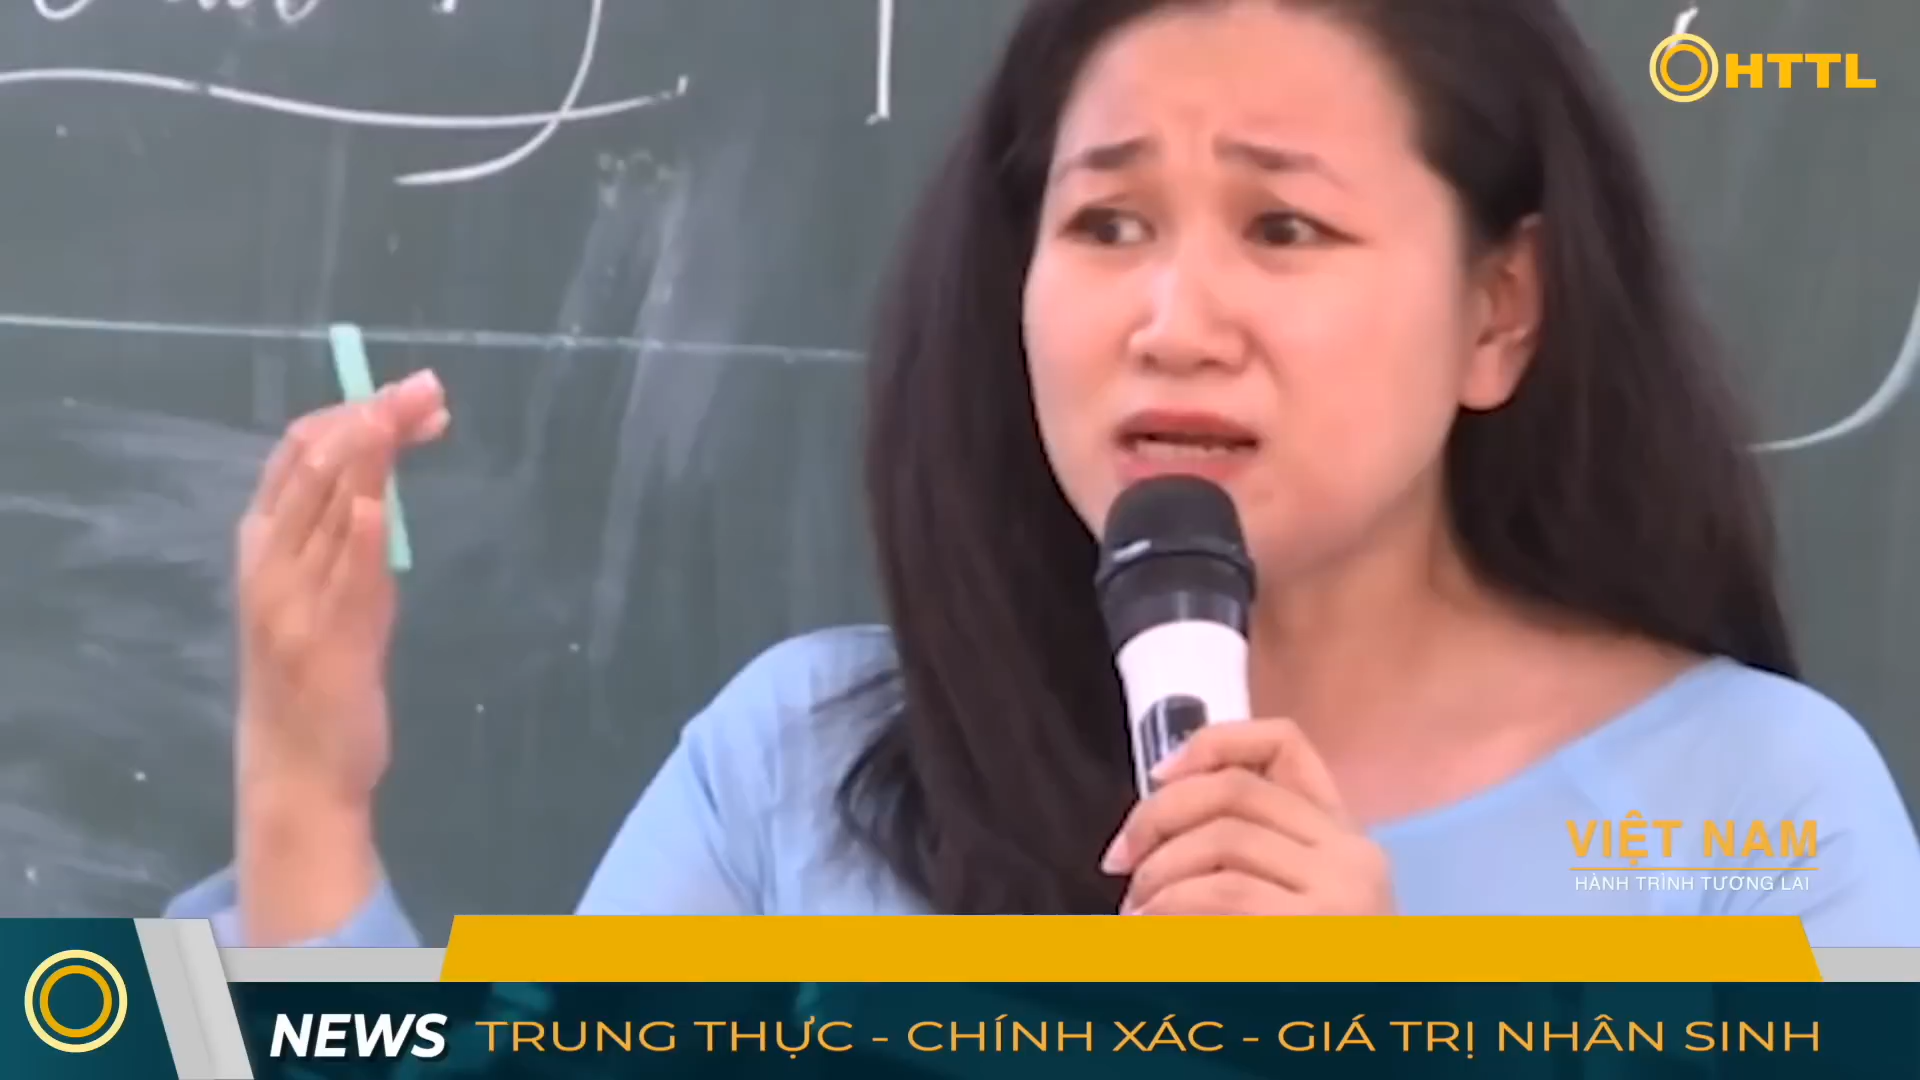 HTTL
VIỆT NAM
HÀNH TRÌNH TƯƠNG LAI
NEWS TRUNG THỰC - CHÍNH XÁC - GIÁ TRỊ NHÂN SINH